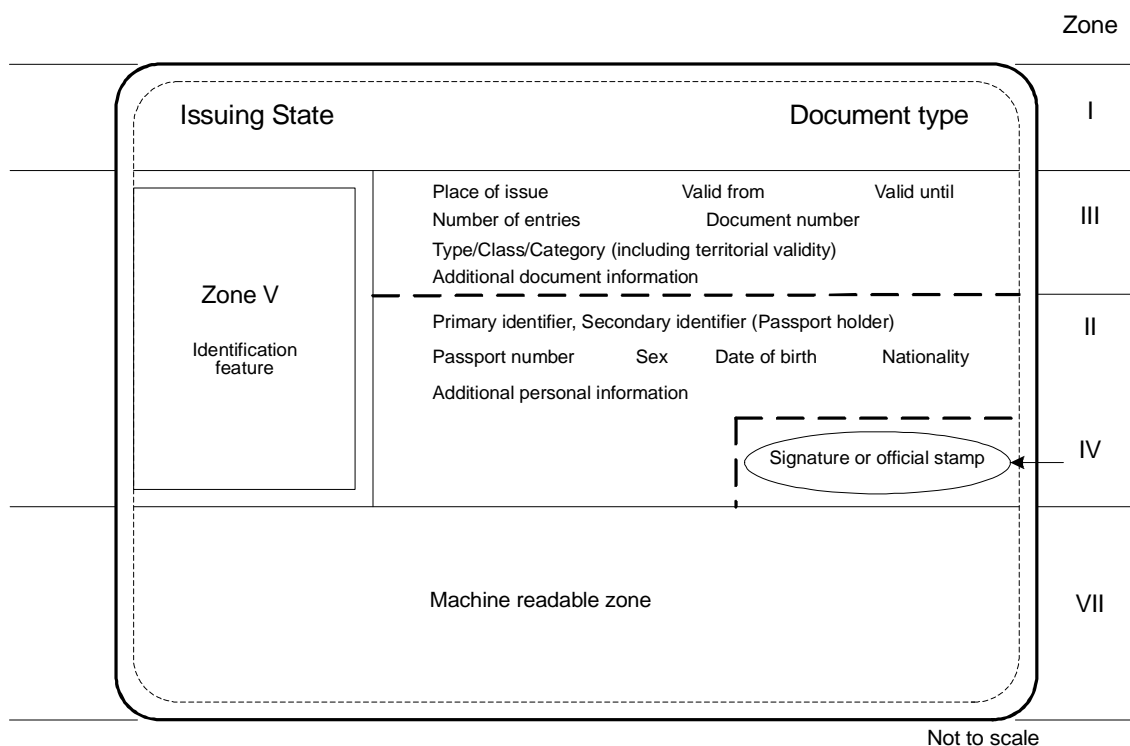 Zone
Issuing State Document type I
Place of issue Valid from Valid until
Number of entries Document number III
Type/Class/Category (including territorial validity)
Additional document information
Zone V
Identification
feature
Primary identifier, Secondary identifier (Passport holder) II
Passport number Sex Date of birth Nationality
Additional personal information
Signature or official stamp IV
Machine readable zone VII
Not to scale